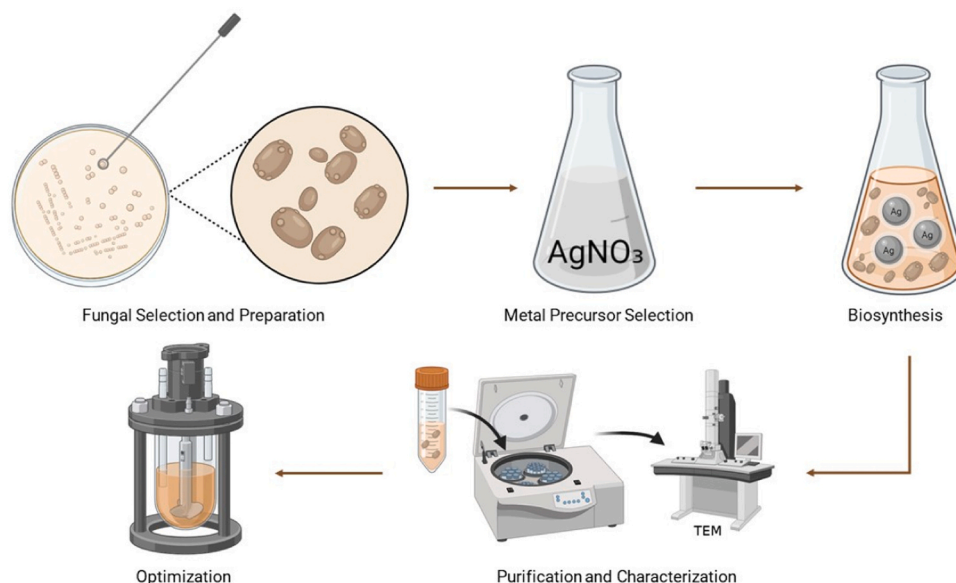 AgNO₃
Fungal Selection and Preparation
Metal Precursor Selection
Ag
Ag
Ag
Biosynthesis
TEM
Optimization
Purification and Characterization